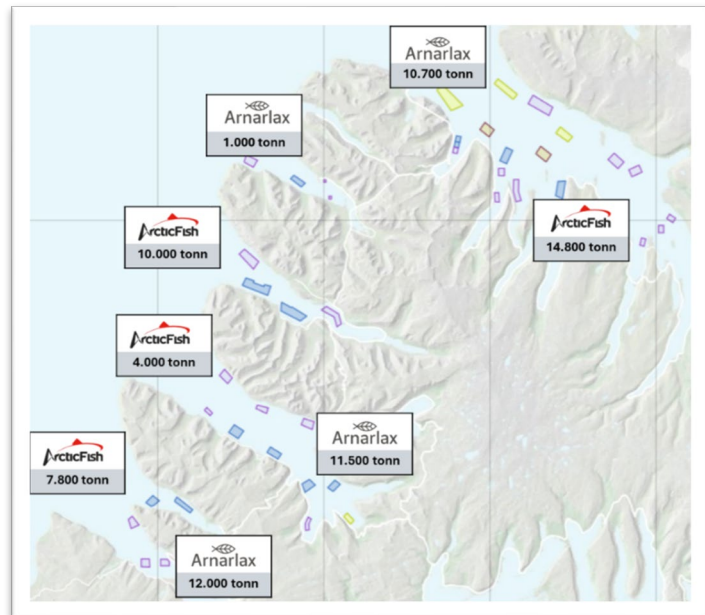 Arnarlax
10.700 tonn
Arnarlax
1.000 tonn
ArcticFish
10.000 tonn
ArcticFish
14.800 tonn
ArcticFish
4.000 tonn
Arnarlax
11.500 tonn
ArcticFish
7.800 tonn
Arnarlax
12.000 tonn